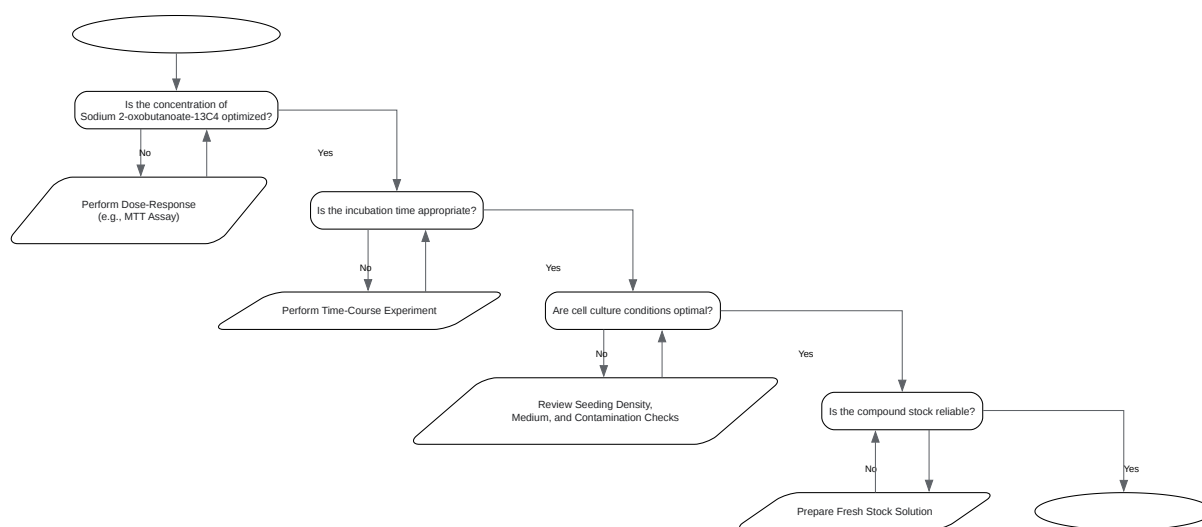 Is the concentration of
Sodium 2-oxobutanoate-13C4 optimized?
No
Yes
Perform Dose-Response
(e.g., MTT Assay)
Is the incubation time appropriate?
No
Yes
Perform Time-Course Experiment
Are cell culture conditions optimal?
No
Yes
Review Seeding Density,
Medium, and Contamination Checks
Is the compound stock reliable?
No
Yes
Prepare Fresh Stock Solution